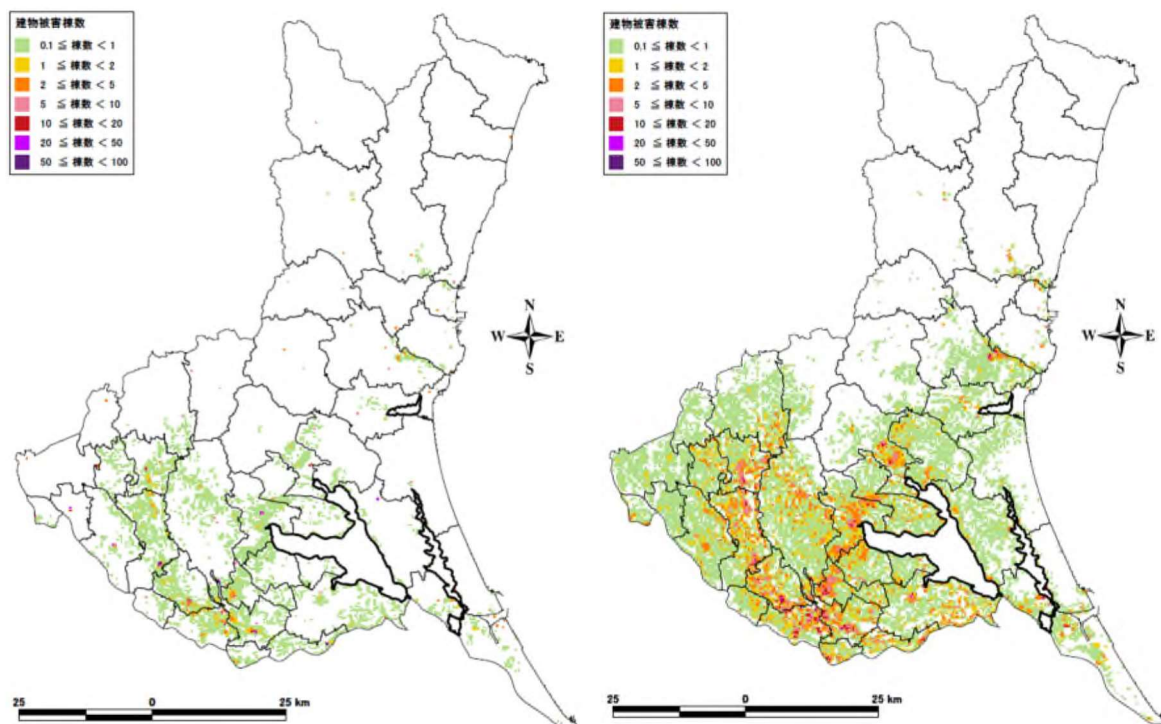 建物被害棟数
0.1 ≦ 棟数 < 1
1 ≦ 棟数 < 2
2 ≦ 棟数 < 5
5 ≦ 棟数 < 10
10 ≦ 棟数 < 20
20 ≦ 棟数 < 50
50 ≦ 棟数 < 100
N
W E
S
25 0 25 km
建物被害棟数
0.1 ≦ 棟数 < 1
1 ≦ 棟数 < 2
2 ≦ 棟数 < 5
5 ≦ 棟数 < 10
10 ≦ 棟数 < 20
20 ≦ 棟数 < 50
50 ≦ 棟数 < 100
N
W E
S
25 0 25 km